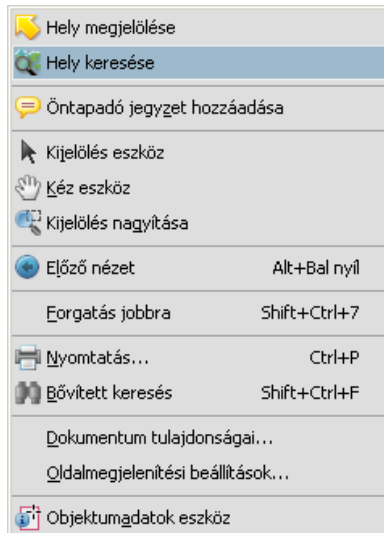 Hely megjelölése
Hely keresése
Öntapadó jegyzet hozzáadása
Kijelölés eszköz
Kéz eszköz
Kijelölés nagyítása
Előző nézet Alt+Bal nyíl
Forgatás jobbra Shift+Ctrl+7
Nyomtatás... Ctrl+P
Bővített keresés Shift+Ctrl+F
Dokumentum tulajdonságai...
Oldalmegjelenítési beállítások...
Objektumadatok eszköz